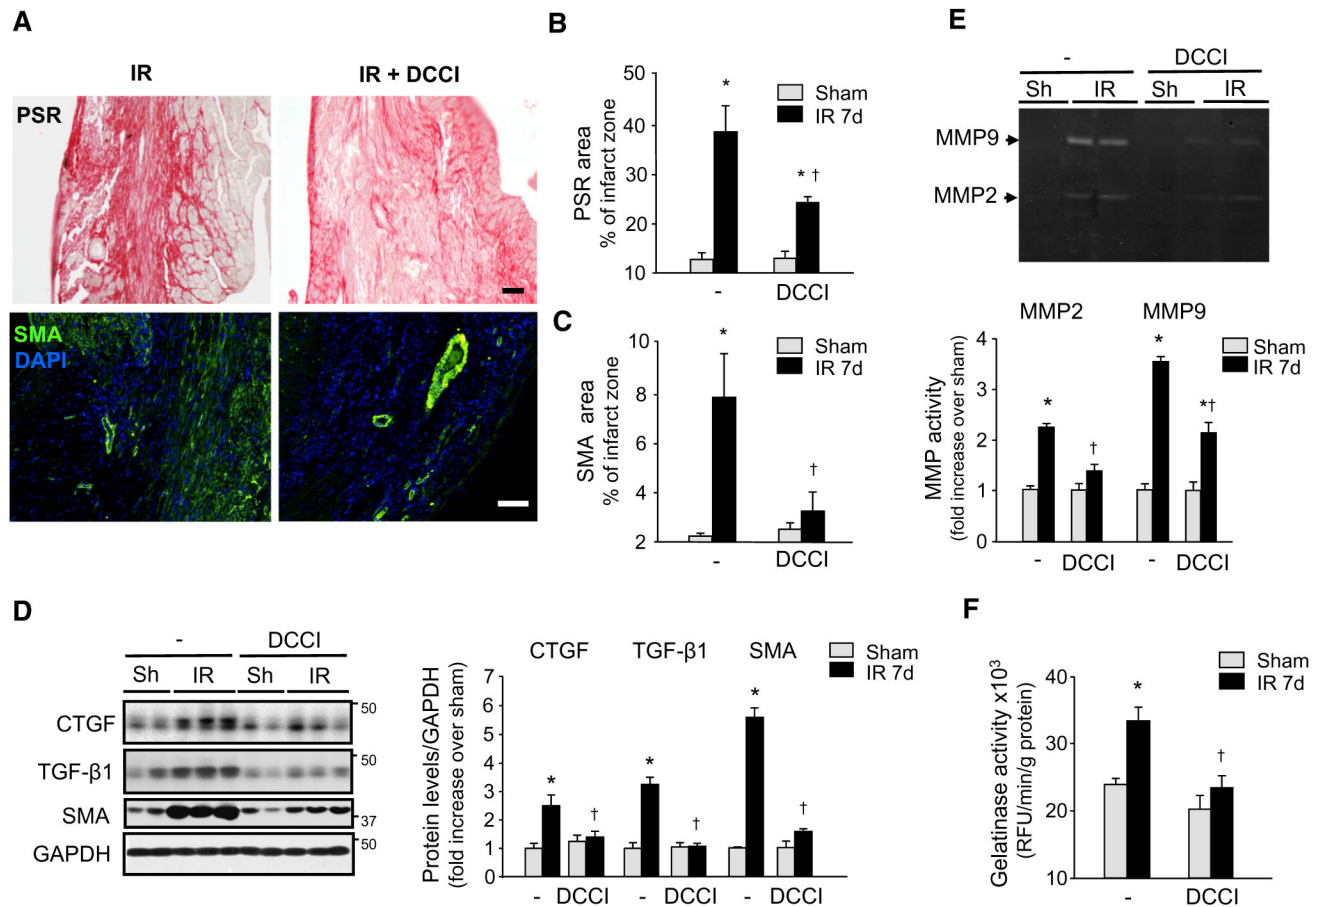 A
IR
IR + DCCI
PSR
SMA
DAPI
B
PSR area
% of infarct zone
50
40
30
20
10
*
* †
Sham
IR 7d
-
DCCI
C
SMA area
% of infarct zone
10
8
6
4
2
*
†
Sham
IR 7d
-
DCCI
D
-
DCCI
Sh
IR
Sh
IR
CTGF
50
TGF-β1
50
SMA
37
GAPDH
50
Protein levels/GAPDH
(fold increase over sham)
7
6
5
4
3
2
1
0
CTGF
TGF-β1
SMA
Sham
IR 7d
*
†
*
†
*
†
-
DCCI
-
DCCI
-
DCCI
E
-
DCCI
Sh
IR
Sh
IR
MMP9
MMP2
MMP2
MMP9
MMP activity
(fold increase over sham)
4
3
2
1
0
Sham
IR 7d
*
†
*
*†
-
DCCI
-
DCCI
F
Gelatinase activity x10³
(RFU/min/g protein)
40
30
20
10
Sham
IR 7d
*
†
-
DCCI